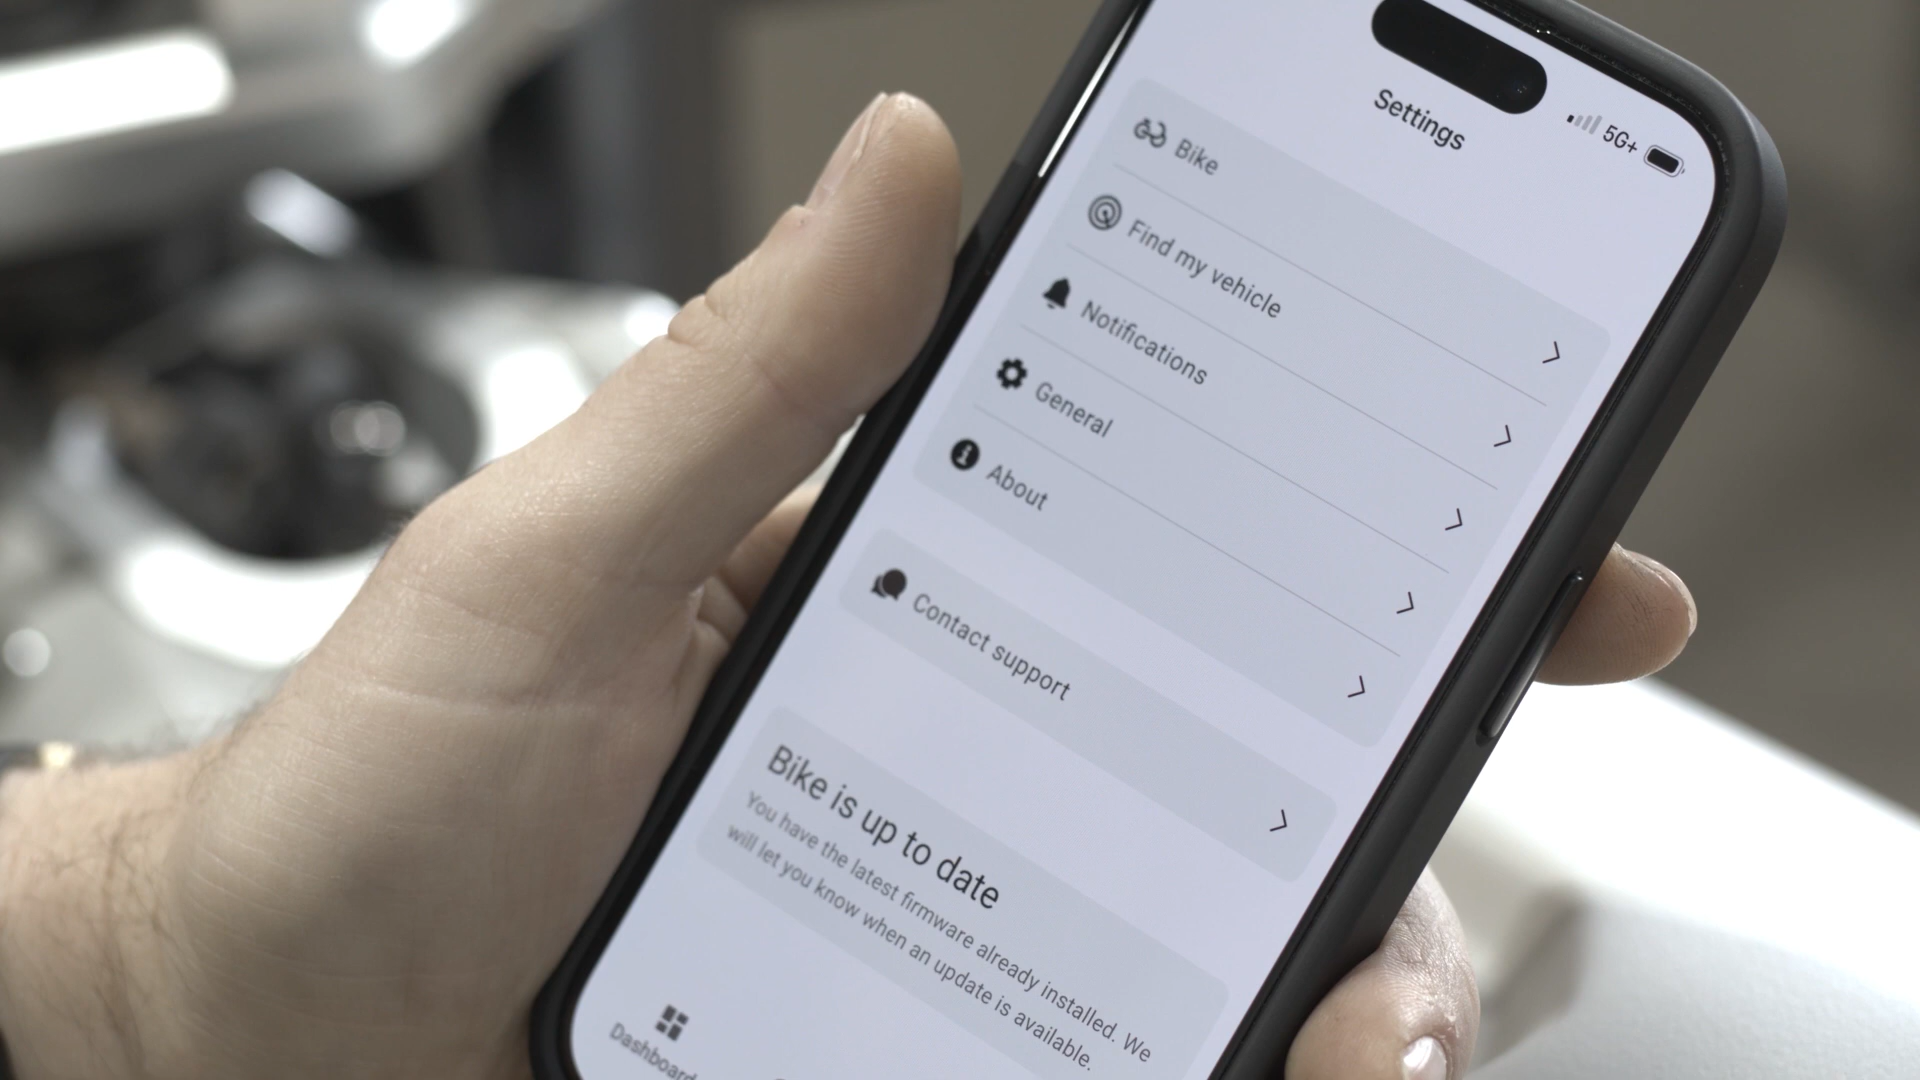 5G+
Settings
Bike
Find my vehicle
Notifications
General
About
Contact support
Bike is up to date
You have the latest firmware already installed. We
will let you know when an update is available.
Dashboard